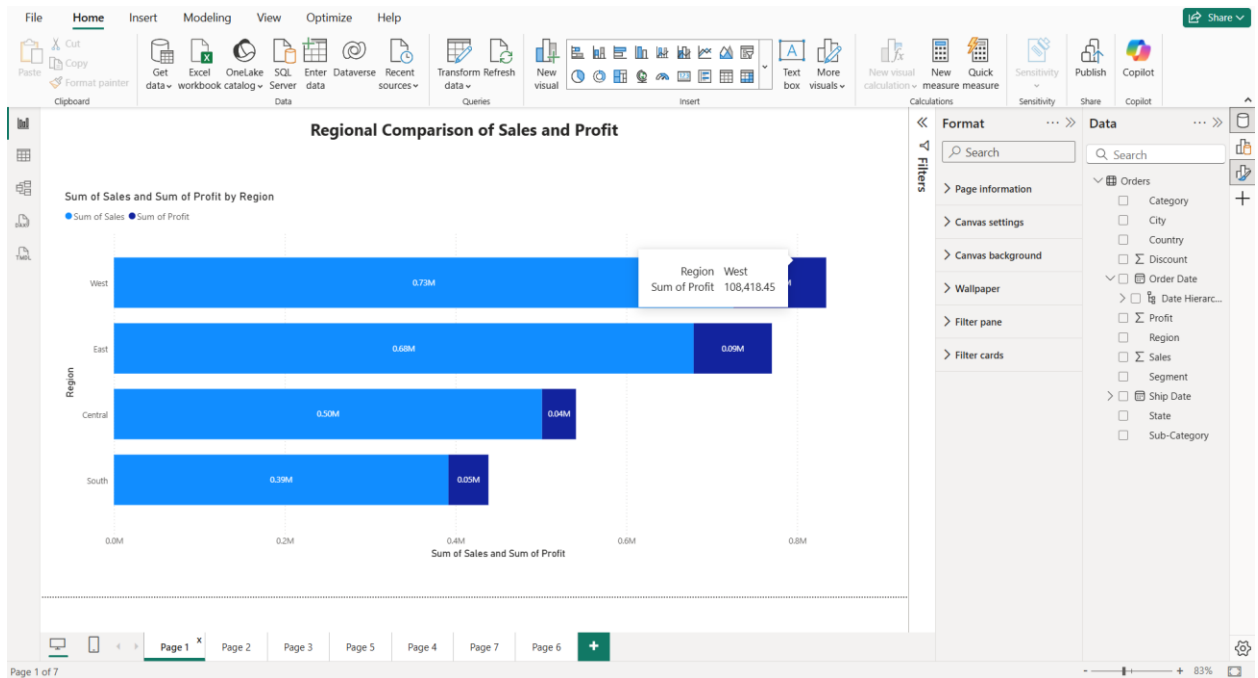 File Home Insert Modeling View Optimize Help Share
Paste
Cut
Copy
Format painter
Clipboard
Get data
Excel workbook
OneLake catalog
SQL Server
Enter data
Dataverse
Recent sources
Data
Transform data
Refresh
Queries
New visual
A
Text box
More visuals
Insert
New visual calculation
New measure
Quick measure
Calculations
Sensitivity
Sensitivity
Publish
Share
Copilot
Copilot
Regional Comparison of Sales and Profit
Sum of Sales and Sum of Profit by Region
Sum of Sales Sum of Profit
Region
West 0.73M
Region West
Sum of Profit 108,418.45
East 0.68M 0.09M
Central 0.50M 0.04M
South 0.39M 0.05M
0.0M 0.2M 0.4M 0.6M 0.8M
Sum of Sales and Sum of Profit
Filters
Format
Search
Page information
Canvas settings
Canvas background
Wallpaper
Filter pane
Filter cards
Data
Search
Orders
Category
City
Country
Discount
Order Date
Date Hierarc...
Profit
Region
Sales
Segment
Ship Date
State
Sub-Category
Page 1 x Page 2 Page 3 Page 5 Page 4 Page 7 Page 6 +
Page 1 of 7
- + 83%